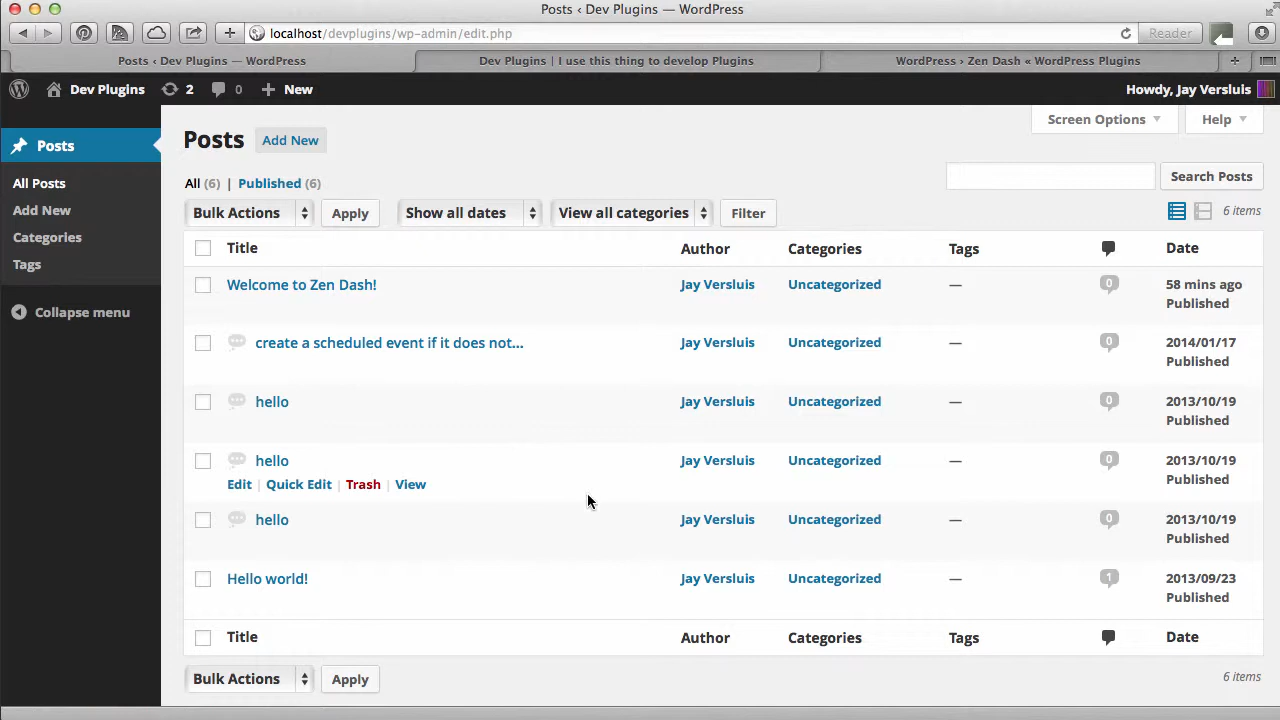 Posts ‹ Dev Plugins — WordPress
localhost/devplugins/wp-admin/edit.php
Reader
Posts ‹ Dev Plugins — WordPress
Dev Plugins | I use this thing to develop Plugins
WordPress › Zen Dash « WordPress Plugins
Dev Plugins 2 0 New
Howdy, Jay Versluis
Posts
All Posts
Add New
Categories
Tags
Collapse menu
Screen Options
Help
Posts Add New
All (6) | Published (6)
Search Posts
Bulk Actions Apply Show all dates View all categories Filter 6 items
Title Author Categories Tags Date
Welcome to Zen Dash! Jay Versluis Uncategorized — 0 58 mins ago
Published
create a scheduled event if it does not... Jay Versluis Uncategorized — 0 2014/01/17
Published
hello Jay Versluis Uncategorized — 0 2013/10/19
Published
hello Jay Versluis Uncategorized — 0 2013/10/19
Edit | Quick Edit | Trash | View Published
hello Jay Versluis Uncategorized — 0 2013/10/19
Published
Hello world! Jay Versluis Uncategorized — 1 2013/09/23
Published
Title Author Categories Tags Date
Bulk Actions Apply 6 items